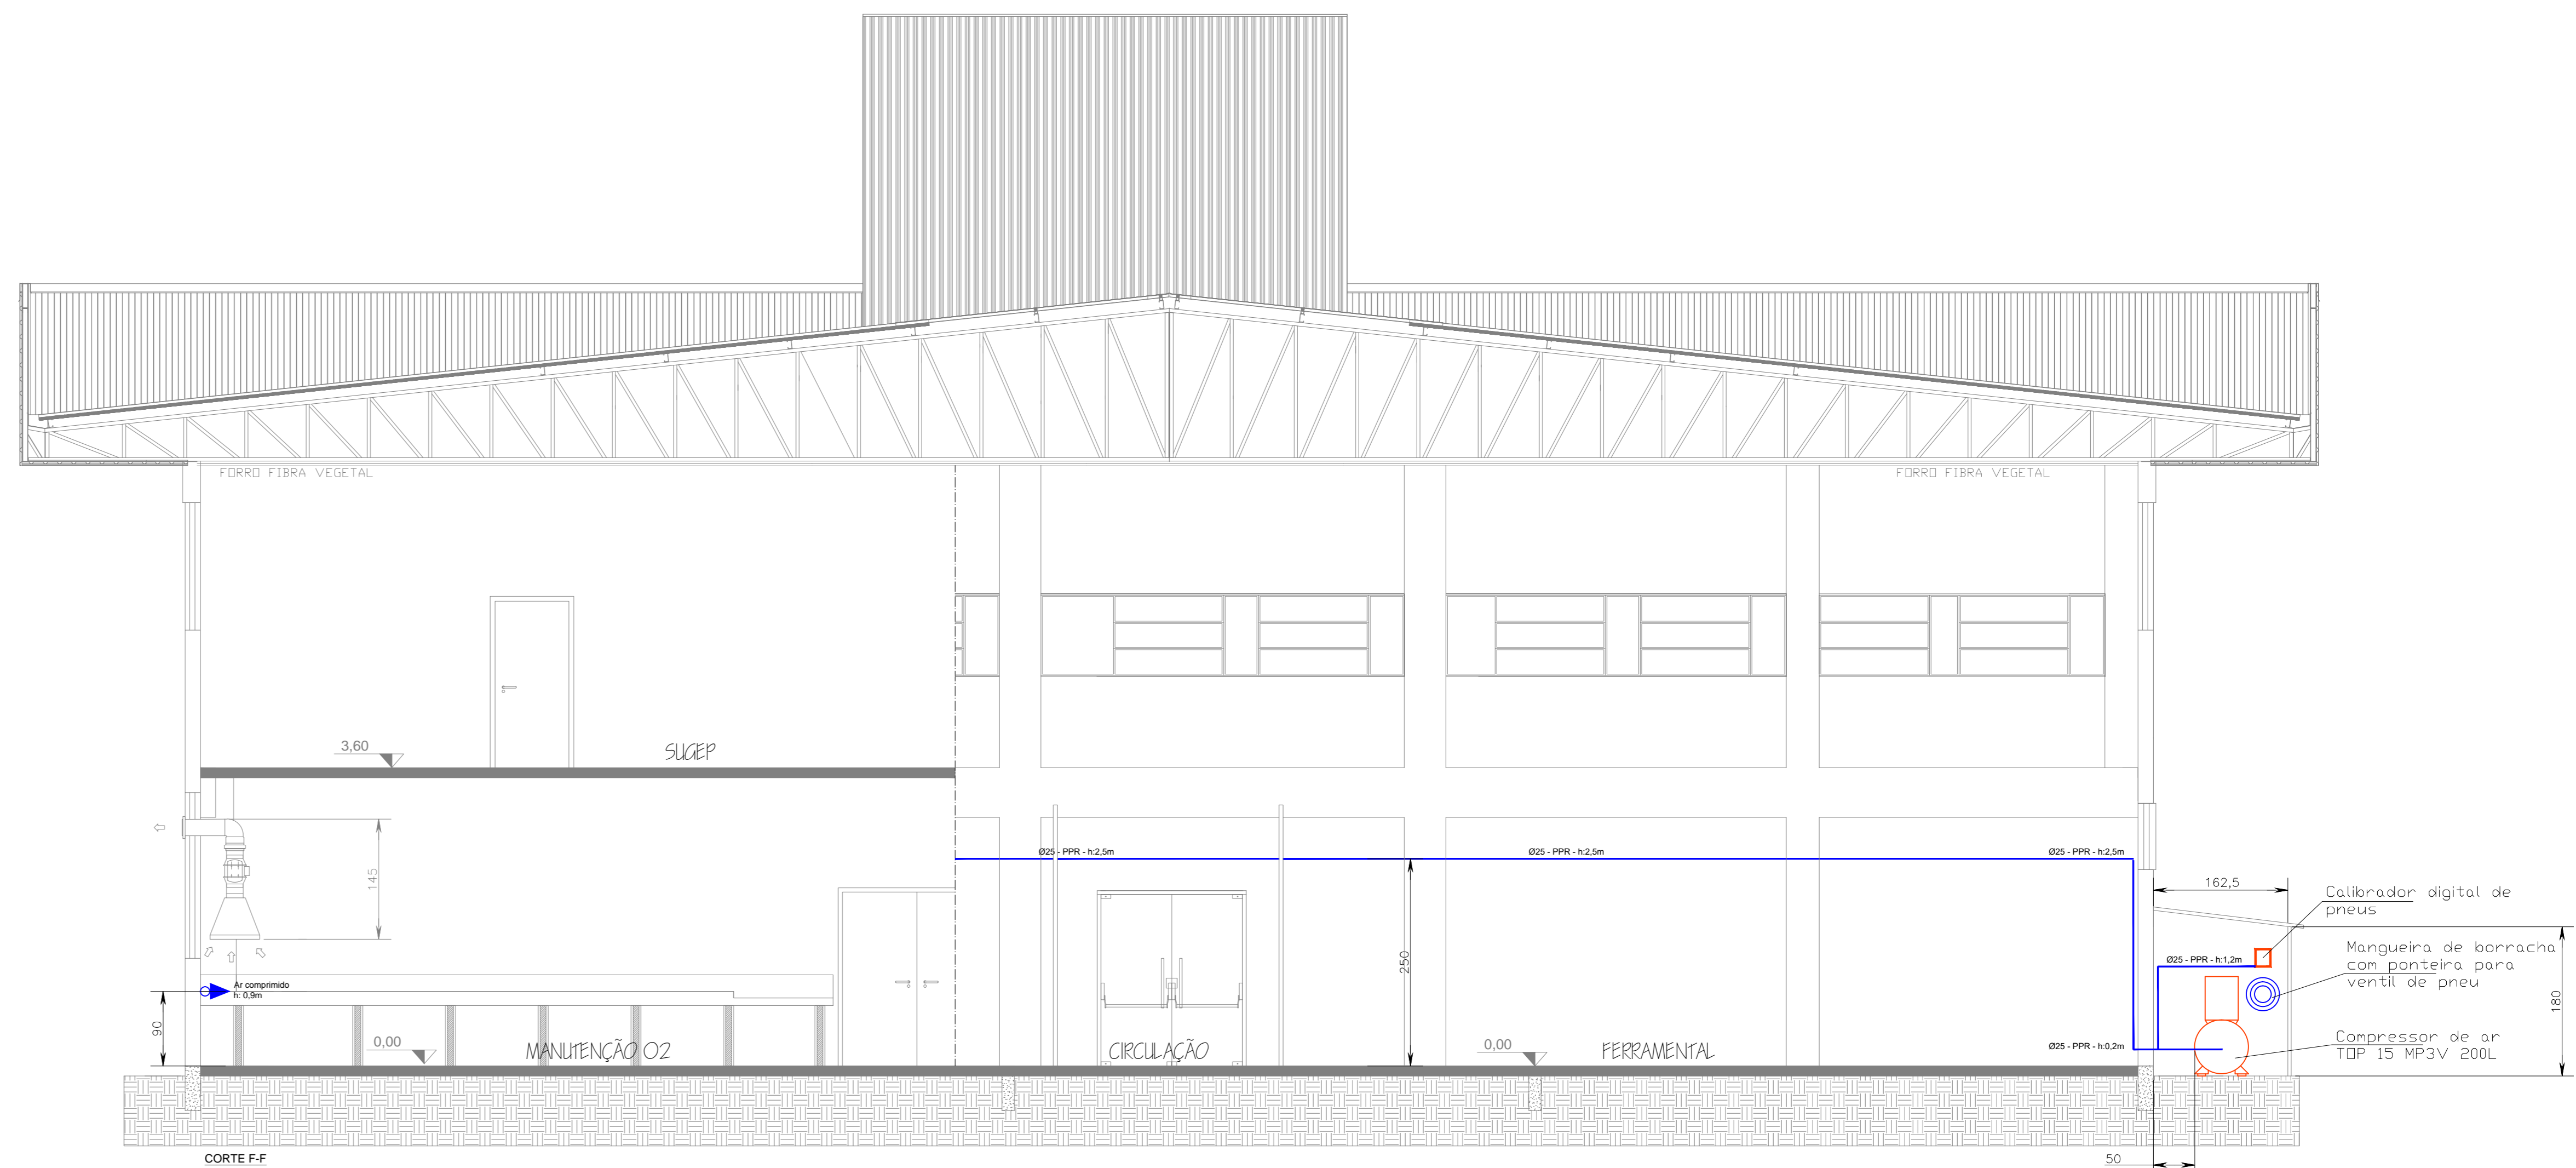 FORRO FIBRA VEGETAL
FORRO FIBRA VEGETAL
3,60
SUGEP
145
Ø25 - PPR - h:2,5m
Ø25 - PPR - h:2,5m
Ø25 - PPR - h:2,5m
162,5
Calibrador digital de
pneus
250
Ø25 - PPR - h:1,2m
Mangueira de borracha
com ponteira para
ventil de pneu
180
Ar comprimido
h: 0,9m
90
0,00
MANUTENÇÃO 02
CIRCULAÇÃO
0,00
FERRAMENTAL
Ø25 - PPR - h:0,2m
Compressor de ar
TOP 15 MP3V 200L
CORTE F-F
50